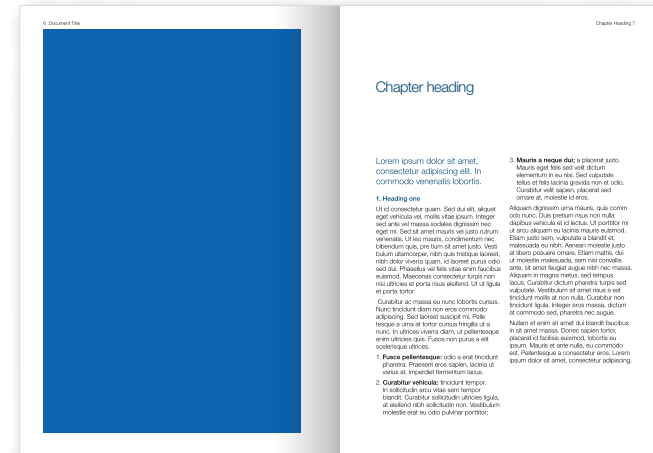 6 Document Title
Chapter Heading 7
Chapter heading
Lorem ipsum dolor sit amet,
consectetur adipiscing elit. In
commodo venenatis lobortis.
1. Heading one
Ut id consectetur quam. Sed dui elit, aliquet
eget vehicula vel, mollis vitae ipsum. Integer
sed ante vel massa sodales dignissim nec
eget mi. Sed sit amet mauris vel justo rutrum
venenatis. Ut leo mauris, condimentum nec
bibendum quis, pre tium sit amet justo. Vesti
bulum ullamcorper, nibh quis tristique laoreet,
nibh dolor viverra quam, id laoreet purus odio
sed dui. Phasellus vel felis vitae enim faucibus
euismod. Maecenas consectetur turpis non
nisi ultricies et porta risus eleifend. Ut ut ligula
et porta tortor.
Curabitur ac massa eu nunc lobortis cursus.
Nunc tincidunt diam non eros commodo
adipiscing. Sed laoreet suscipit mi. Pelle
tesque a urna at tortor cursus fringilla ut a
nunc. In ultrices viverra diam, ut pellentesque
enim ultricies quis. Fusce non purus a elit
scelerisque ultrices.
1. Fusce pellentesque: odio a erat tincidunt
pharetra. Praesent eros sapien, lacinia ut
varius at, imperdiet fermentum lacus.
2. Curabitur vehicula: tincidunt tempor.
In sollicitudin arcu vitae sem tempor
blandit. Curabitur sollicitudin ultricies ligula,
at eleifend nibh sollicitudin non. Vestibulum
molestie erat eu odio pulvinar porttitor;
3. Mauris a neque dui; a placerat justo.
Mauris eget felis sed velit dictum
elementum in eu nisi. Sed vulputate
tellus et felis lacinia gravida non et odio.
Curabitur velit sapien, placerat sed
ornare at, molestie id eros.
Aliquam dignissim urna mauris, quis comm
odo nunc. Duis pretium risus non nulla
dapibus vehicula et id lectus. Ut porttitor mi
ut arcu aliquam eu lacinia mauris euismod.
Etiam justo sem, vulputate a blandit et,
malesuada eu nibh. Aenean molestie justo
at libero posuere ornare. Etiam mattis, dui
ut molestie malesuada, sem nisi convallis
ante, sit amet feugiat augue nibh nec massa.
Aliquam in magna metus, sed tempus
lacus. Curabitur dictum pharetra turpis sed
vulputate. Vestibulum sit amet risus a est
tincidunt mollis at non nulla. Curabitur non
tincidunt ligula. Integer eros massa, dictum
at commodo sed, pharetra nec augue.
Nullam et enim sit amet dui blandit faucibus
in sit amet massa. Donec sapien tortor,
placerat id facilisis euismod, lobortis eu
ipsum. Mauris et ante nulla, eu commodo
est. Pellentesque a consectetur eros. Lorem
ipsum dolor sit amet, consectetur adipiscing.